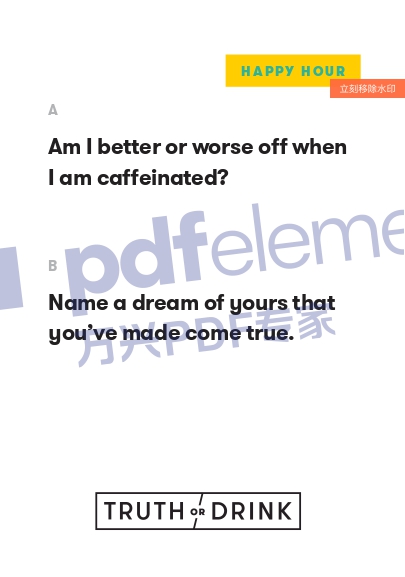 HAPPY HOUR
立刻移除水印
A
Am I better or worse off when
I am caffeinated?
pdfeleme
B
Name a dream of yours that
you’ve made come true.
万兴PDF专家
TRUTH OR DRINK